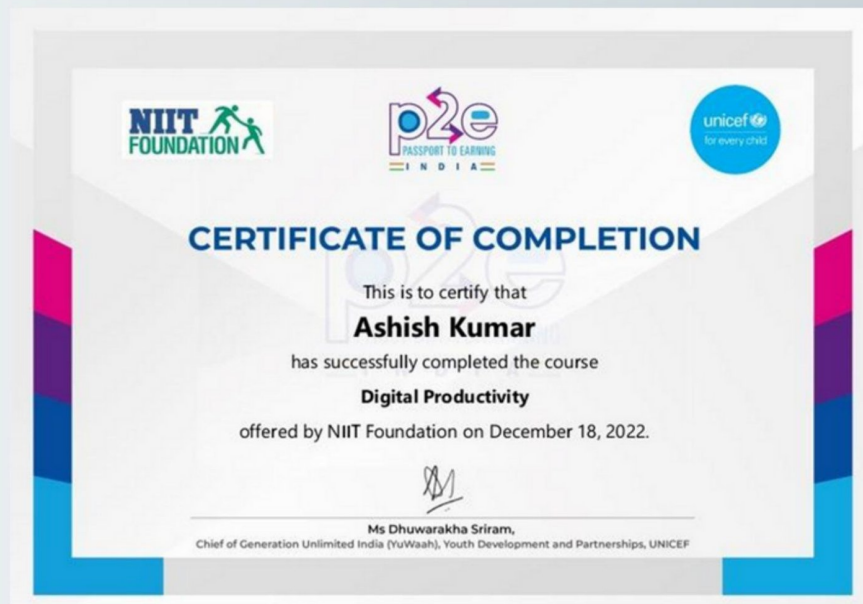 NIIT
FOUNDATION
p2e
PASSPORT TO EARNING
INDIA
unicef
for every child
CERTIFICATE OF COMPLETION
This is to certify that
Ashish Kumar
has successfully completed the course
Digital Productivity
offered by NIIT Foundation on December 18, 2022.
Ms Dhuwarakha Sriram,
Chief of Generation Unlimited India (YuWaah), Youth Development and Partnerships, UNICEF